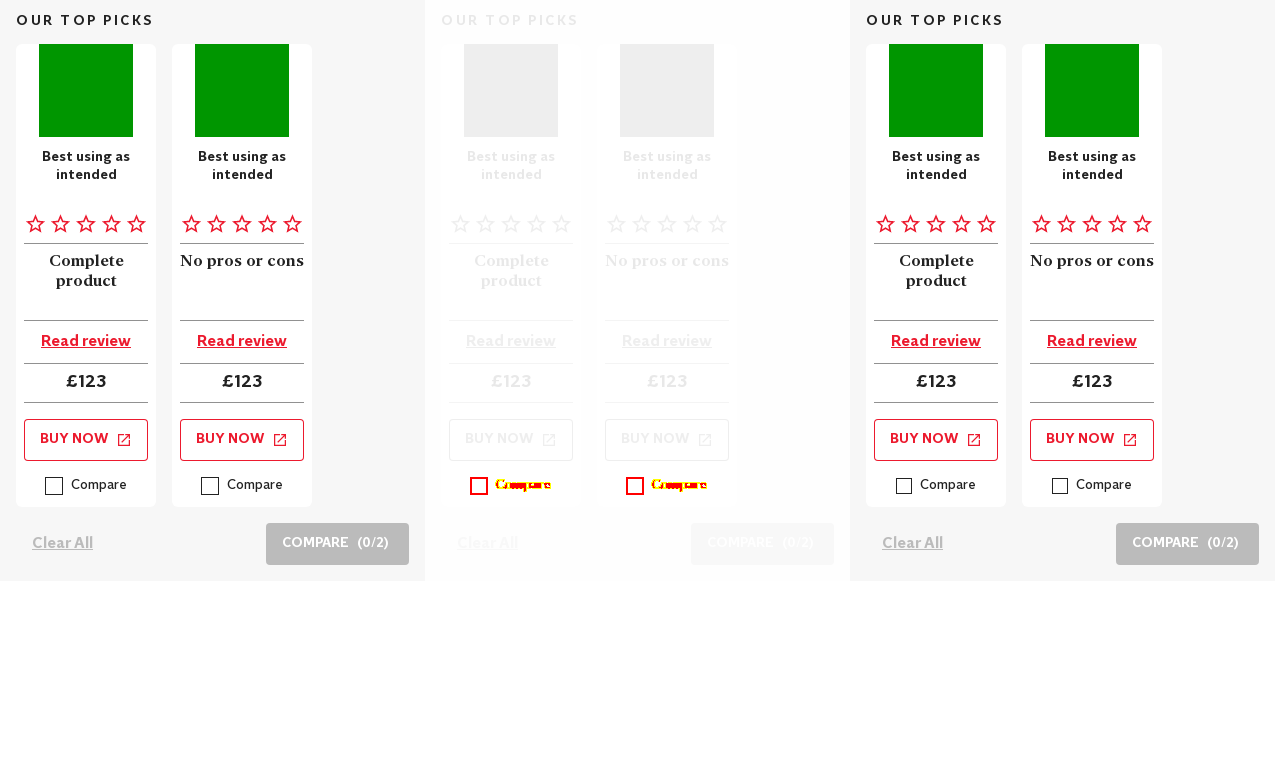 OUR TOP PICKS
Best using as
intended
Best using as
intended
Complete
product
No pros or cons
Read review
Read review
£123
£123
BUY NOW
BUY NOW
Compare
Compare
Clear All
COMPARE (0/2)
OUR TOP PICKS
Best using as
intended
Best using as
intended
Complete
product
No pros or cons
Read review
Read review
£123
£123
BUY NOW
BUY NOW
Compare
Compare
Clear All
COMPARE (0/2)
OUR TOP PICKS
Best using as
intended
Best using as
intended
Complete
product
No pros or cons
Read review
Read review
£123
£123
BUY NOW
BUY NOW
Compare
Compare
Clear All
COMPARE (0/2)